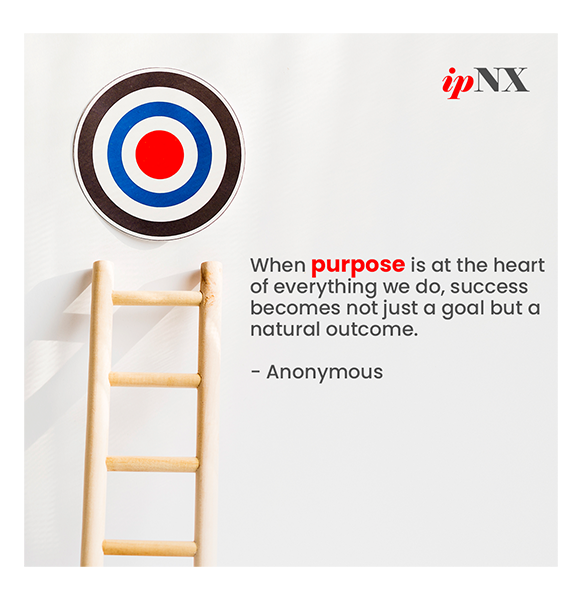 ipNX
When purpose is at the heart
of everything we do, success
becomes not just a goal but a
natural outcome.
- Anonymous